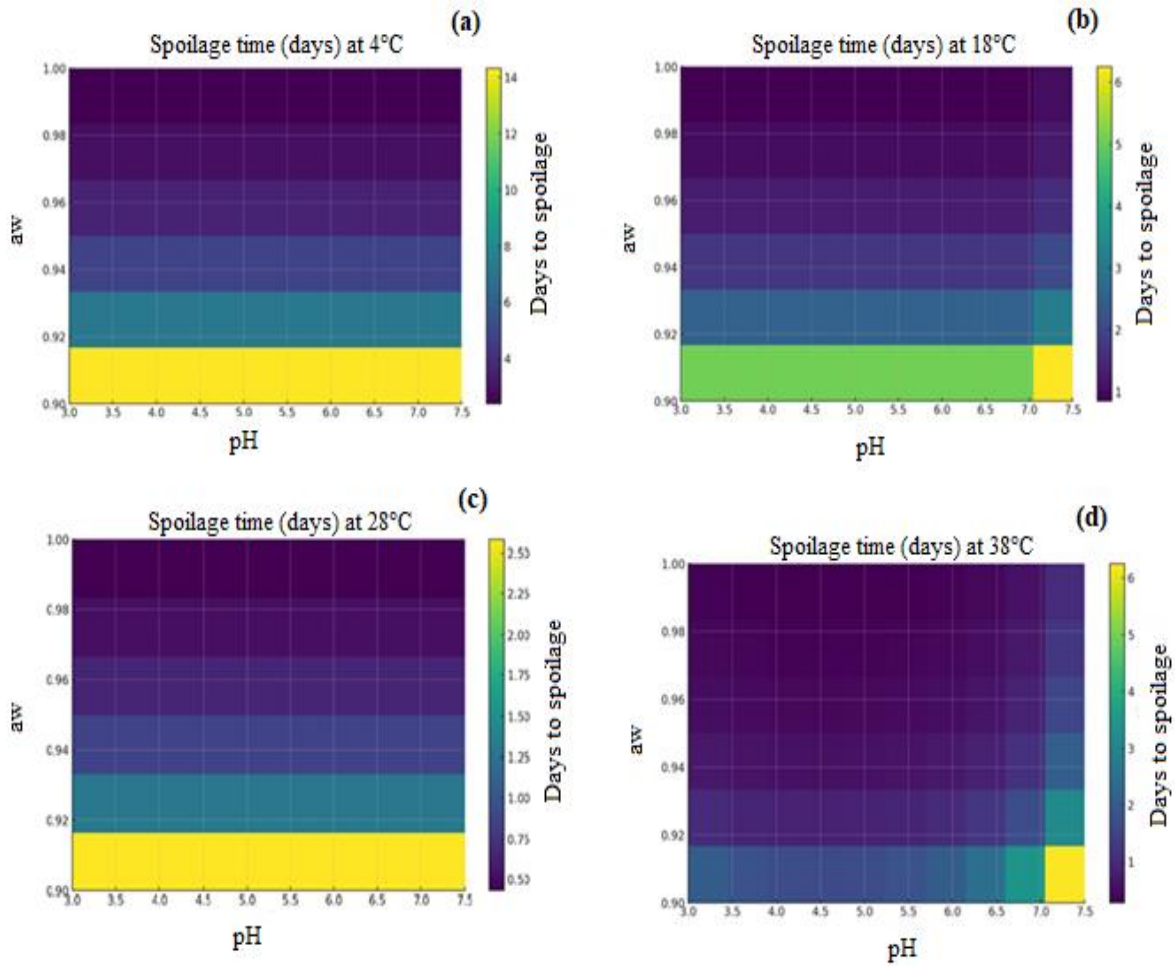 (a)
Spoilage time (days) at 4°C
1.00
0.98
0.96
0.94
0.92
0.90
aw
3.0 3.5 4.0 4.5 5.0 5.5 6.0 6.5 7.0 7.5
pH
14
12
10
8
6
4
Days to spoilage
(b)
Spoilage time (days) at 18°C
1.00
0.98
0.96
0.94
0.92
0.90
aw
3.0 3.5 4.0 4.5 5.0 5.5 6.0 6.5 7.0 7.5
pH
6
5
4
3
2
1
Days to spoilage
(c)
Spoilage time (days) at 28°C
1.00
0.98
0.96
0.94
0.92
0.90
aw
3.0 3.5 4.0 4.5 5.0 5.5 6.0 6.5 7.0 7.5
pH
2.50
2.25
2.00
1.75
1.50
1.25
1.00
0.75
0.50
Days to spoilage
(d)
Spoilage time (days) at 38°C
1.00
0.98
0.96
0.94
0.92
0.90
aw
3.0 3.5 4.0 4.5 5.0 5.5 6.0 6.5 7.0 7.5
pH
6
5
4
3
2
1
Days to spoilage